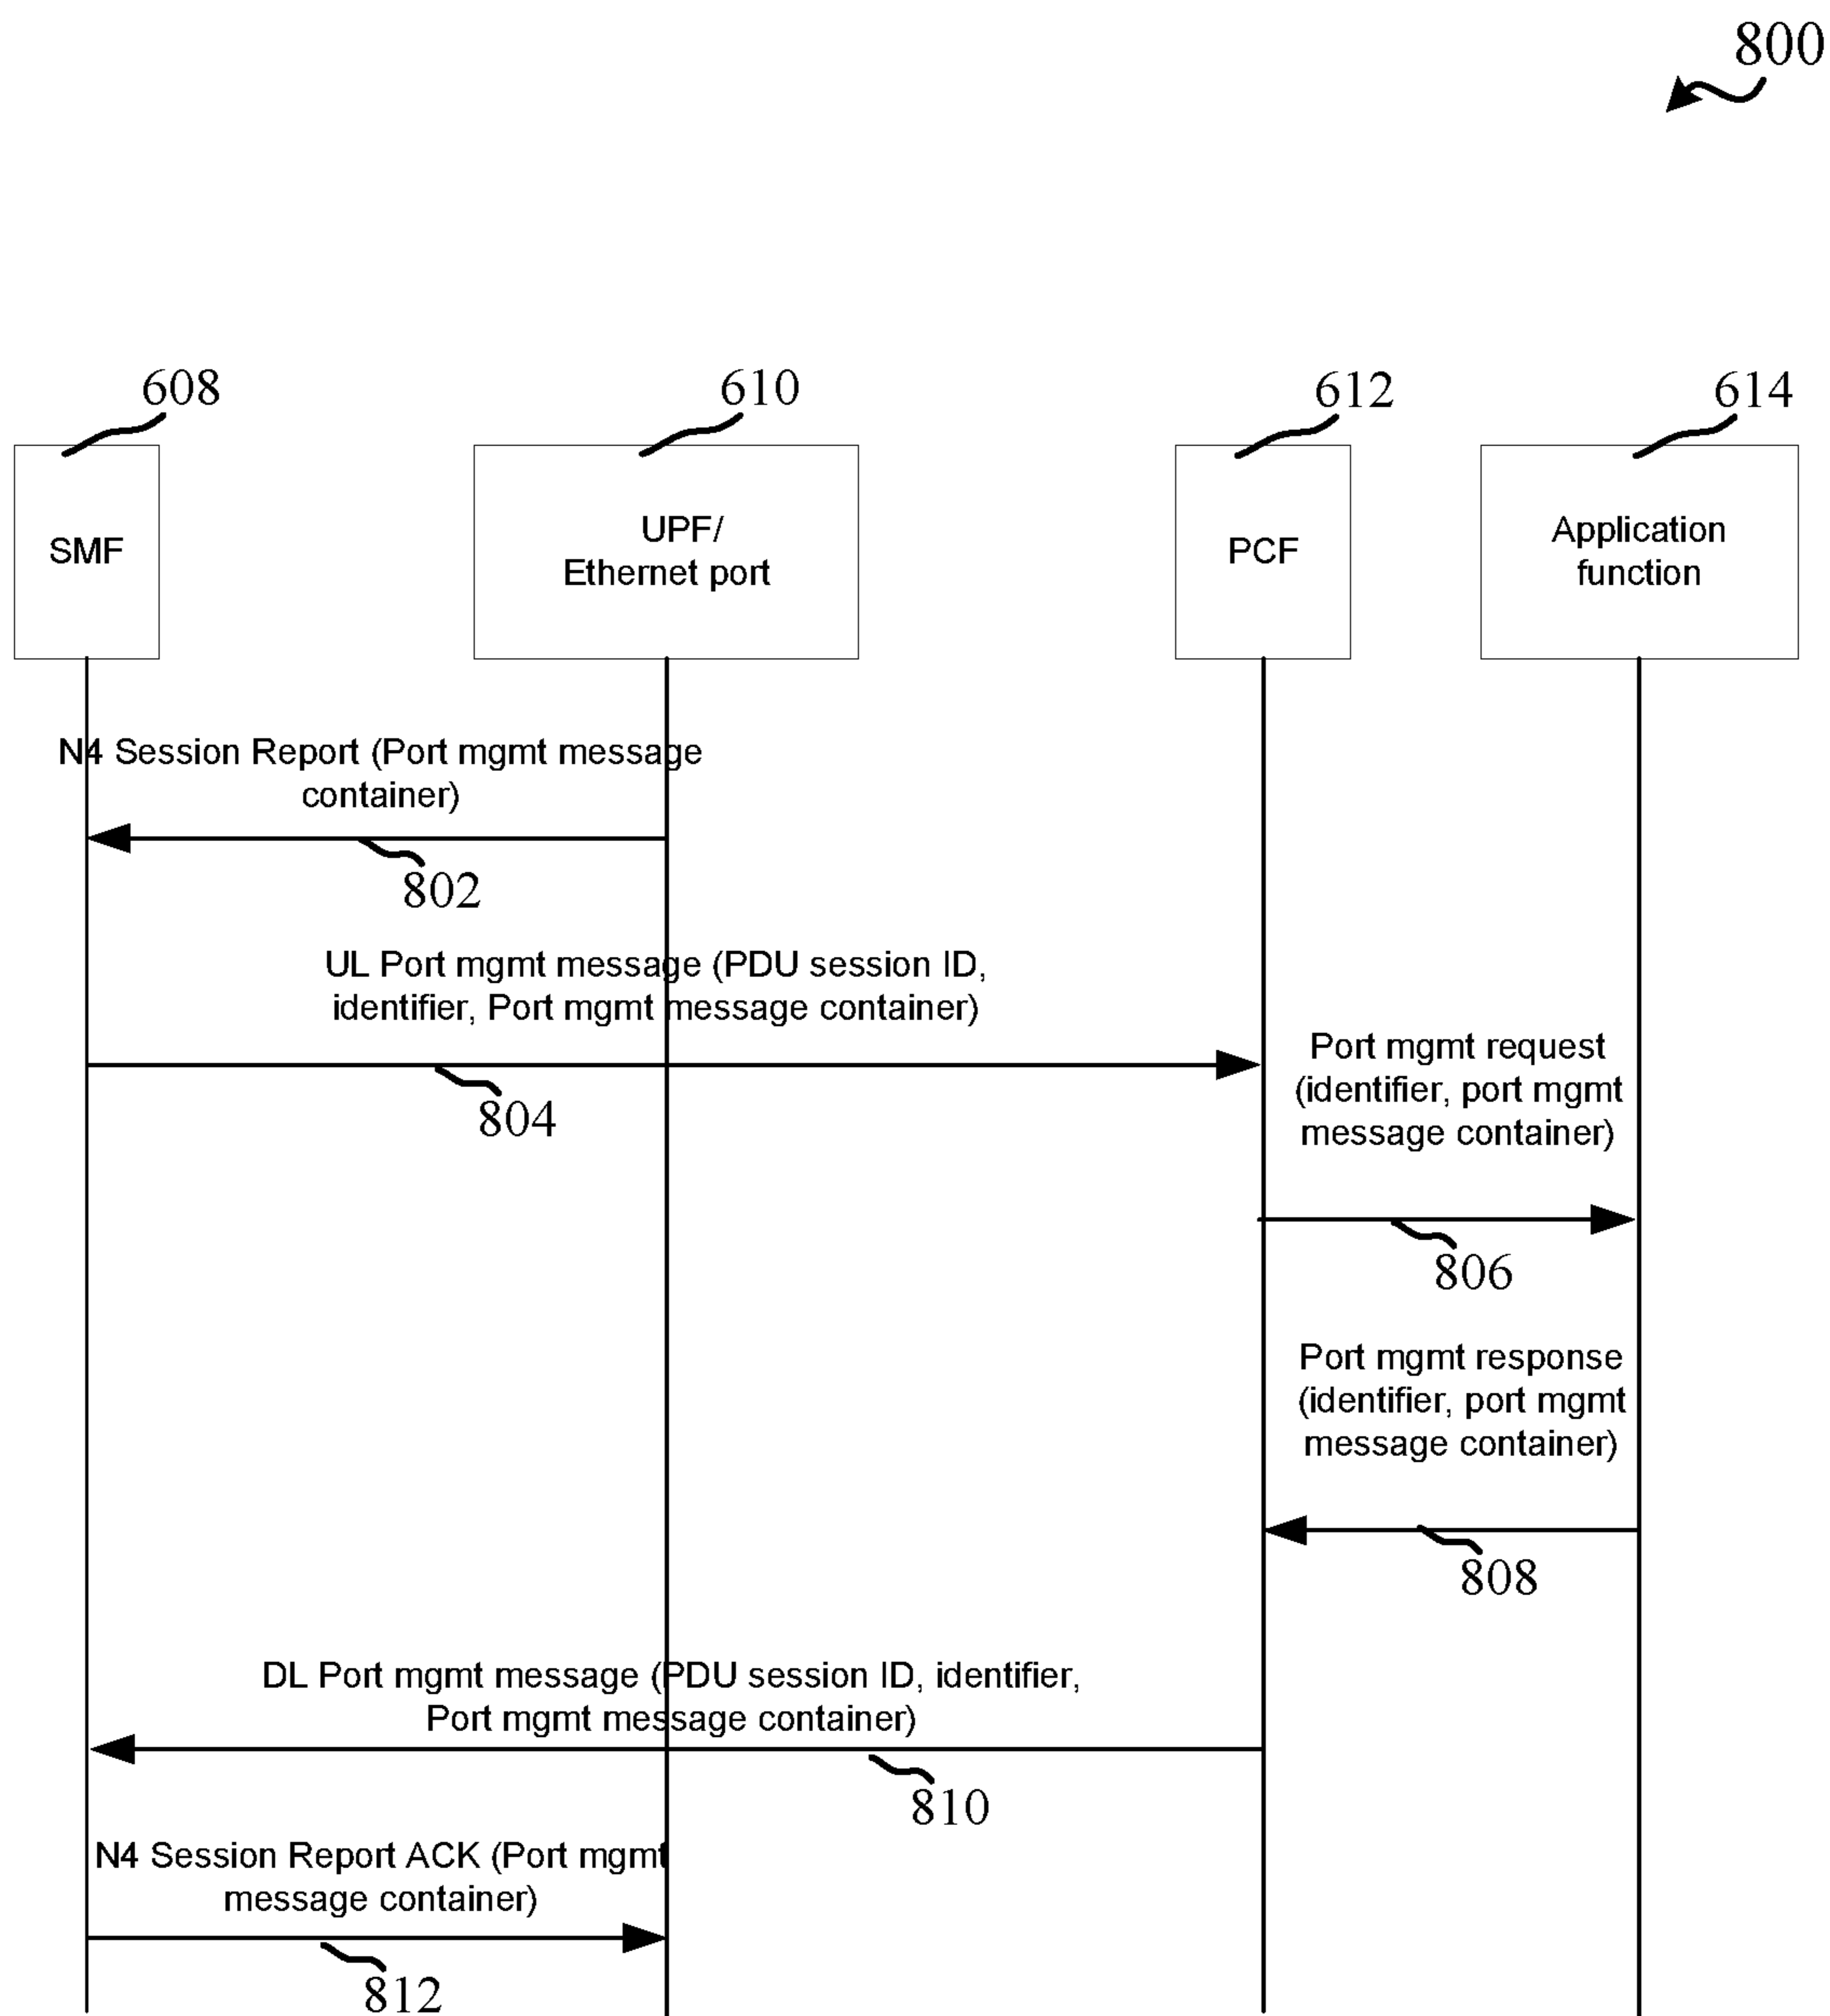 800
608
610
612
614
SMF
UPF/
Ethernet port
PCF
Application
function
N4 Session Report (Port mgmt message
container)
802
UL Port mgmt message (PDU session ID,
identifier, Port mgmt message container)
804
Port mgmt request
(identifier, port mgmt
message container)
806
Port mgmt response
(identifier, port mgmt
message container)
808
DL Port mgmt message (PDU session ID, identifier,
Port mgmt message container)
810
N4 Session Report ACK (Port mgmt
message container)
812